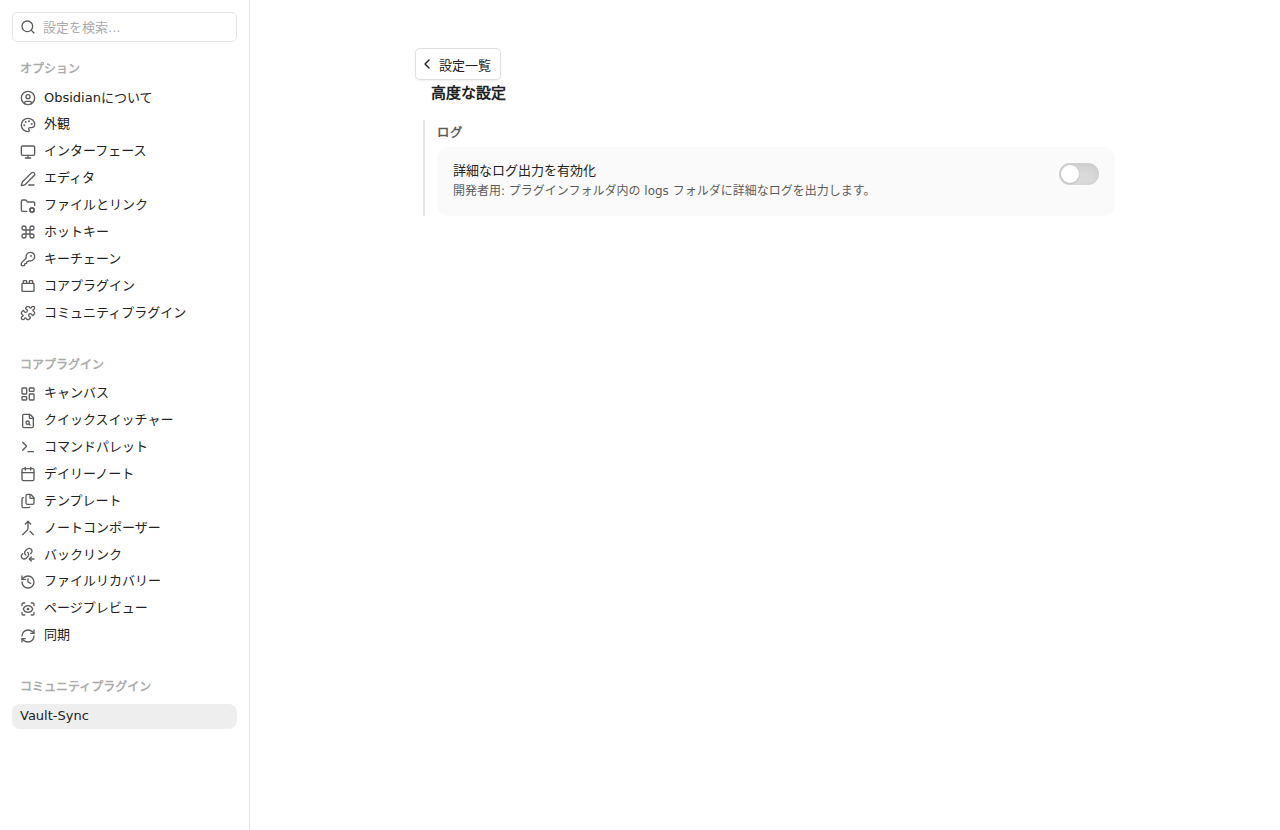 設定を検索...
オプション
Obsidianについて
外観
インターフェース
エディタ
ファイルとリンク
ホットキー
キーチェーン
コアプラグイン
コミュニティプラグイン
コアプラグイン
キャンバス
クイックスイッチャー
コマンドパレット
デイリーノート
テンプレート
ノートコンポーザー
バックリンク
ファイルリカバリー
ページプレビュー
同期
コミュニティプラグイン
Vault-Sync
設定一覧
高度な設定
ログ
詳細なログ出力を有効化
開発者用: プラグインフォルダ内の logs フォルダに詳細なログを出力します。